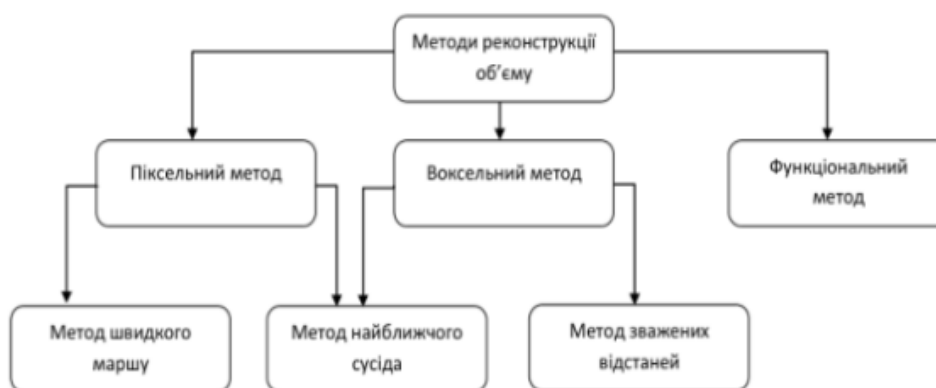 Методи реконструкції
об’єму
Піксельний метод
Воксельний метод
Функціональний
метод
Метод швидкого
маршу
Метод найближчого
сусіда
Метод зважених
відстаней